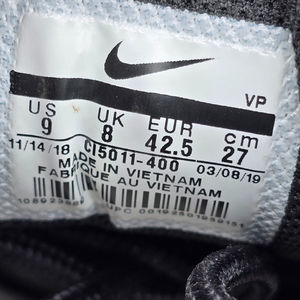 VP
US UK EUR cm
9 8 42.5 27
11/14/18 CI5011-400 03/08/19
MADE IN VIETNAM
FABRIQUE AU VIETNAM
UPC